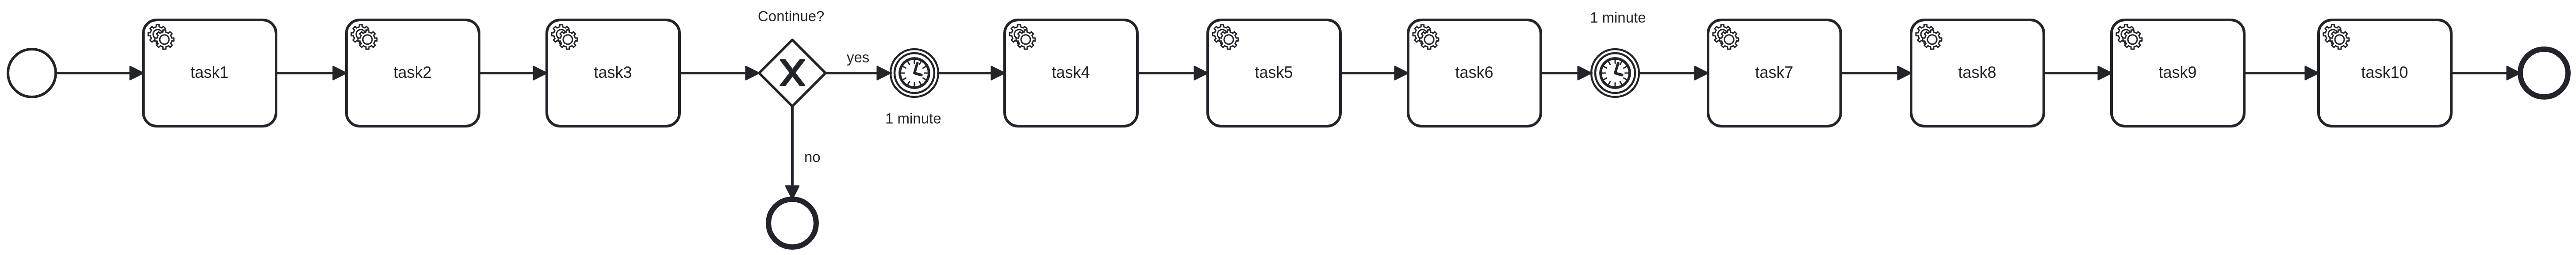 task1
task2
task3
Continue?
yes
no
1 minute
task4
task5
task6
1 minute
task7
task8
task9
task10